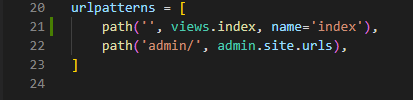 20 urlpatterns = [
21     path('', views.index, name='index'),
22     path('admin/', admin.site.urls),
23 ]
24